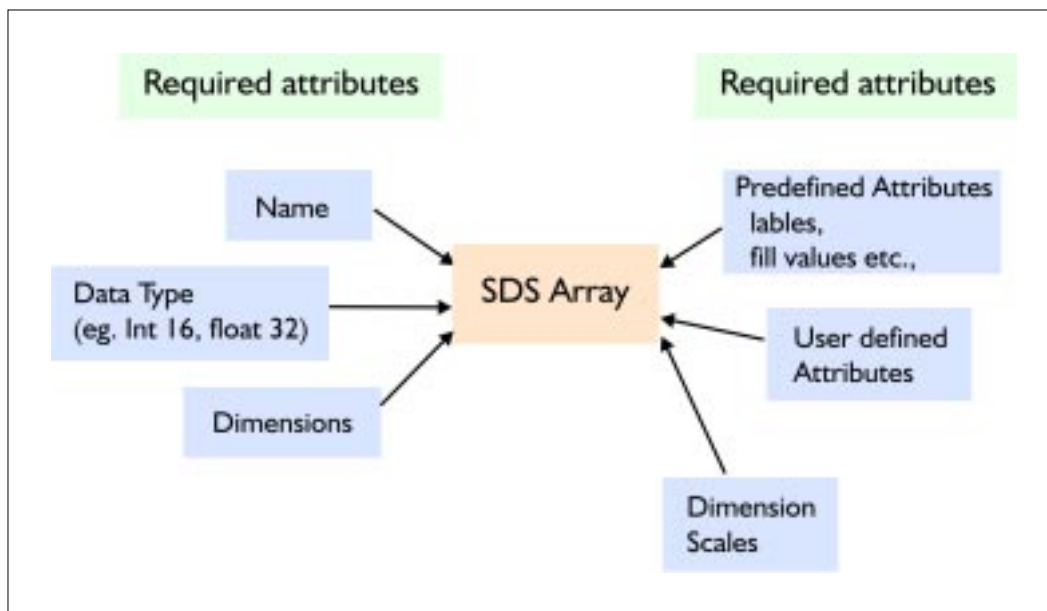 Required attributes
Required attributes
Name
Data Type
(eg. Int 16, float 32)
Dimensions
SDS Array
Predefined Attributes
lables,
fill values etc.,
User defined
Attributes
Dimension
Scales